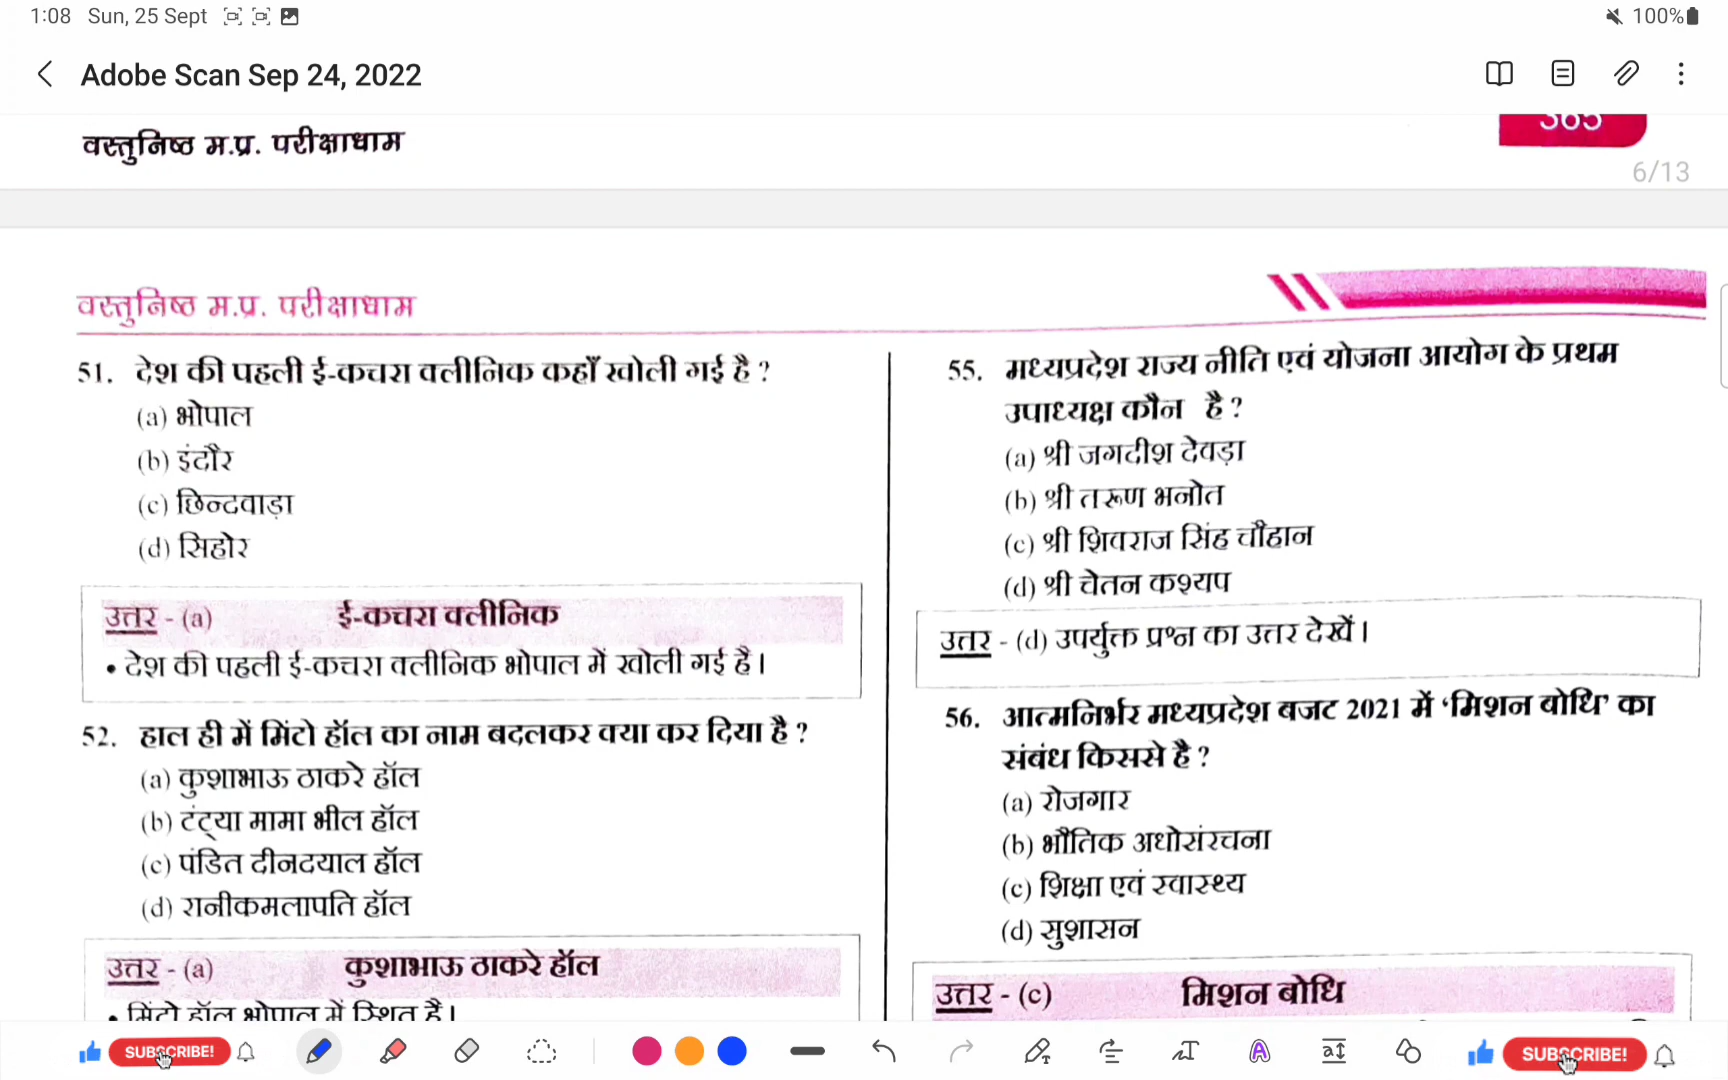 1:08 Sun, 25 Sept
100%
Adobe Scan Sep 24, 2022
वस्तुनिष्ठ म.प्र. परीक्षाधाम
365
6/13
वस्तुनिष्ठ म.प्र. परीक्षाधाम
51. देश की पहली ई-कचरा क्लीनिक कहाँ खोली गई है ?
(a) भोपाल
(b) इंदौर
(c) छिन्दवाड़ा
(d) सिहोर
उत्तर - (a) ई-कचरा क्लीनिक
• देश की पहली ई-कचरा क्लीनिक भोपाल में खोली गई है।
52. हाल ही में मिंटो हॉल का नाम बदलकर क्या कर दिया है ?
(a) कुशाभाऊ ठाकरे हॉल
(b) टंट्या मामा भील हॉल
(c) पंडित दीनदयाल हॉल
(d) रानीकमलापति हॉल
उत्तर - (a) कुशाभाऊ ठाकरे हॉल
• मिंटो हॉल भोपाल में स्थित है।
55. मध्यप्रदेश राज्य नीति एवं योजना आयोग के प्रथम
उपाध्यक्ष कौन है ?
(a) श्री जगदीश देवड़ा
(b) श्री तरूण भनोत
(c) श्री शिवराज सिंह चौहान
(d) श्री चेतन कश्यप
उत्तर - (d) उपर्युक्त प्रश्न का उत्तर देखें।
56. आत्मनिर्भर मध्यप्रदेश बजट 2021 में ‘मिशन बोधि’ का
संबंध किससे है ?
(a) रोजगार
(b) भौतिक अधोसंरचना
(c) शिक्षा एवं स्वास्थ्य
(d) सुशासन
उत्तर - (c) मिशन बोधि
SUBSCRIBE!
SUBSCRIBE!